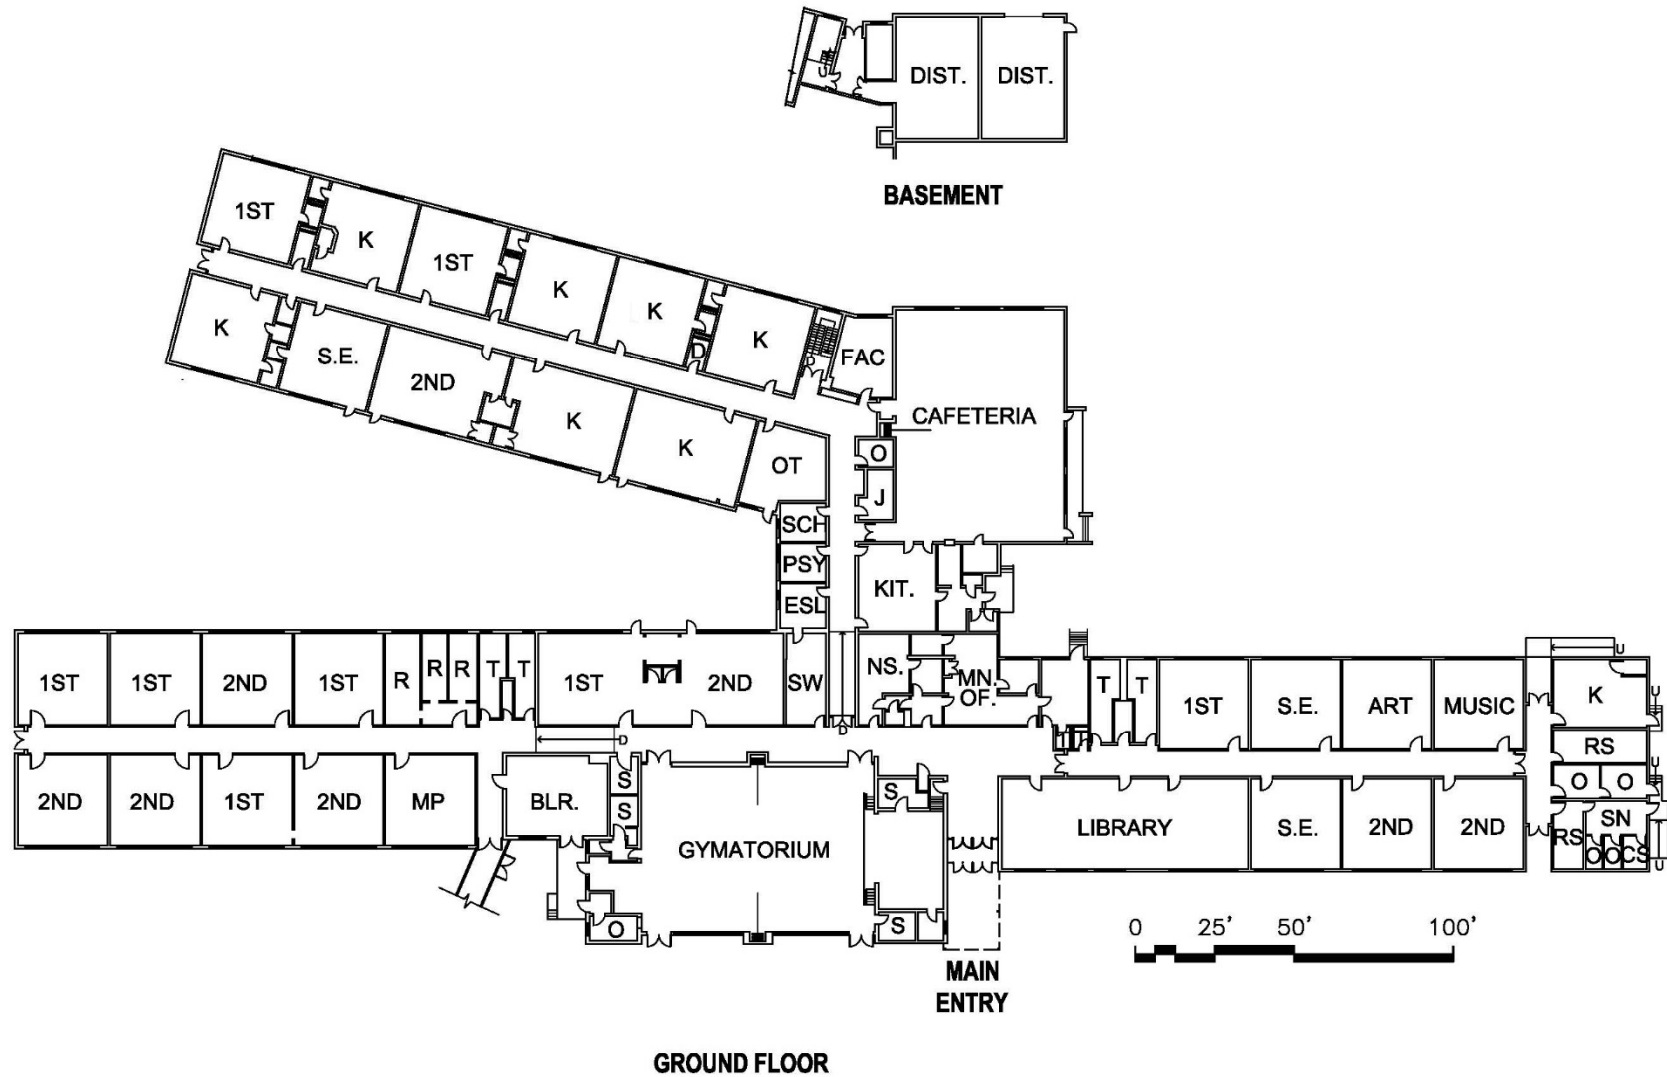 DIST. DIST.
BASEMENT
1ST K 1ST K K K
K S.E. 2ND K K
D D FAC
CAFETERIA
OT O
J
SCH
PSY
ESL KIT.
1ST 1ST 2ND 1ST R R R T T 1ST 2ND SW
NS. MN.
OF.
T T 1ST S.E. ART MUSIC K
U
U
D D
RS
U
O O
2ND 2ND 1ST 2ND MP BLR. S
S
GYMATORIUM
S
LIBRARY S.E. 2ND 2ND
RS SN
O O CS
U
O S
0 25' 50' 100'
MAIN
ENTRY
GROUND FLOOR